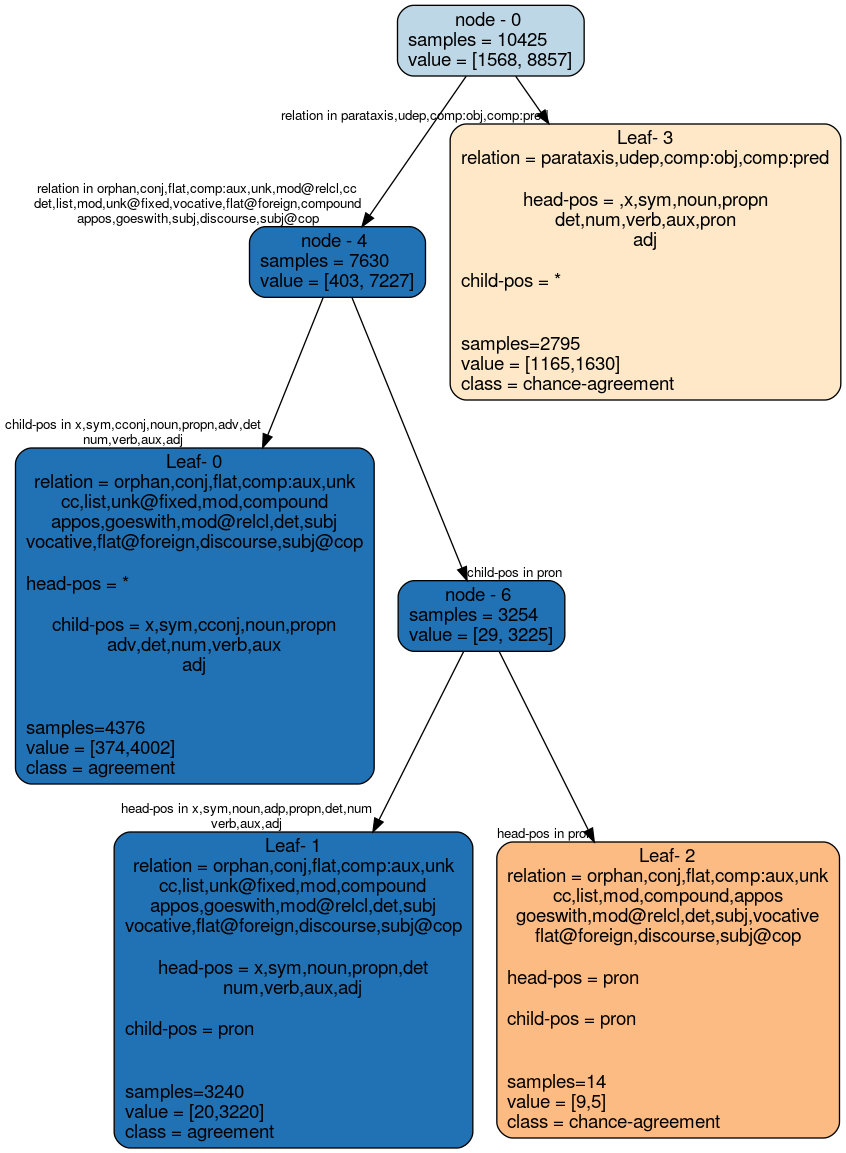 node - 0
samples = 10425
value = [1568, 8857]
relation in parataxis,udep,comp:obj,comp:pred
Leaf- 3
relation = parataxis,udep,comp:obj,comp:pred
head-pos = ,x,sym,noun,propn
det,num,verb,aux,pron
adj
child-pos = *
samples=2795
value = [1165,1630]
class = chance-agreement
relation in orphan,conj,flat,comp:aux,unk,mod@relcl,cc
det,list,mod,unk@fixed,vocative,flat@foreign,compound
appos,goeswith,subj,discourse,subj@cop
node - 4
samples = 7630
value = [403, 7227]
child-pos in x,sym,cconj,noun,propn,adv,det
num,verb,aux,adj
Leaf- 0
relation = orphan,conj,flat,comp:aux,unk
cc,list,unk@fixed,mod,compound
appos,goeswith,mod@relcl,det,subj
vocative,flat@foreign,discourse,subj@cop
head-pos = *
child-pos = x,sym,cconj,noun,propn
adv,det,num,verb,aux
adj
samples=4376
value = [374,4002]
class = agreement
child-pos in pron
node - 6
samples = 3254
value = [29, 3225]
head-pos in x,sym,noun,adp,propn,det,num
verb,aux,adj
Leaf- 1
relation = orphan,conj,flat,comp:aux,unk
cc,list,unk@fixed,mod,compound
appos,goeswith,mod@relcl,det,subj
vocative,flat@foreign,discourse,subj@cop
head-pos = x,sym,noun,propn,det
num,verb,aux,adj
child-pos = pron
samples=3240
value = [20,3220]
class = agreement
head-pos in pron
Leaf- 2
relation = orphan,conj,flat,comp:aux,unk
cc,list,mod,compound,appos
goeswith,mod@relcl,det,subj,vocative
flat@foreign,discourse,subj@cop
head-pos = pron
child-pos = pron
samples=14
value = [9,5]
class = chance-agreement